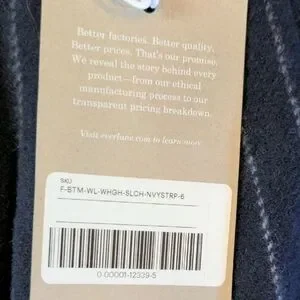 Better factories. Better quality.
Better prices. That's our promise.
We reveal the story behind every
product—from our ethical
manufacturing process to our
transparent pricing breakdown.
Visit everlane.com to learn more
SKU
F-BTM-WL-WHGH-SLCH-NVYSTRP-6
0-00001-12339-5